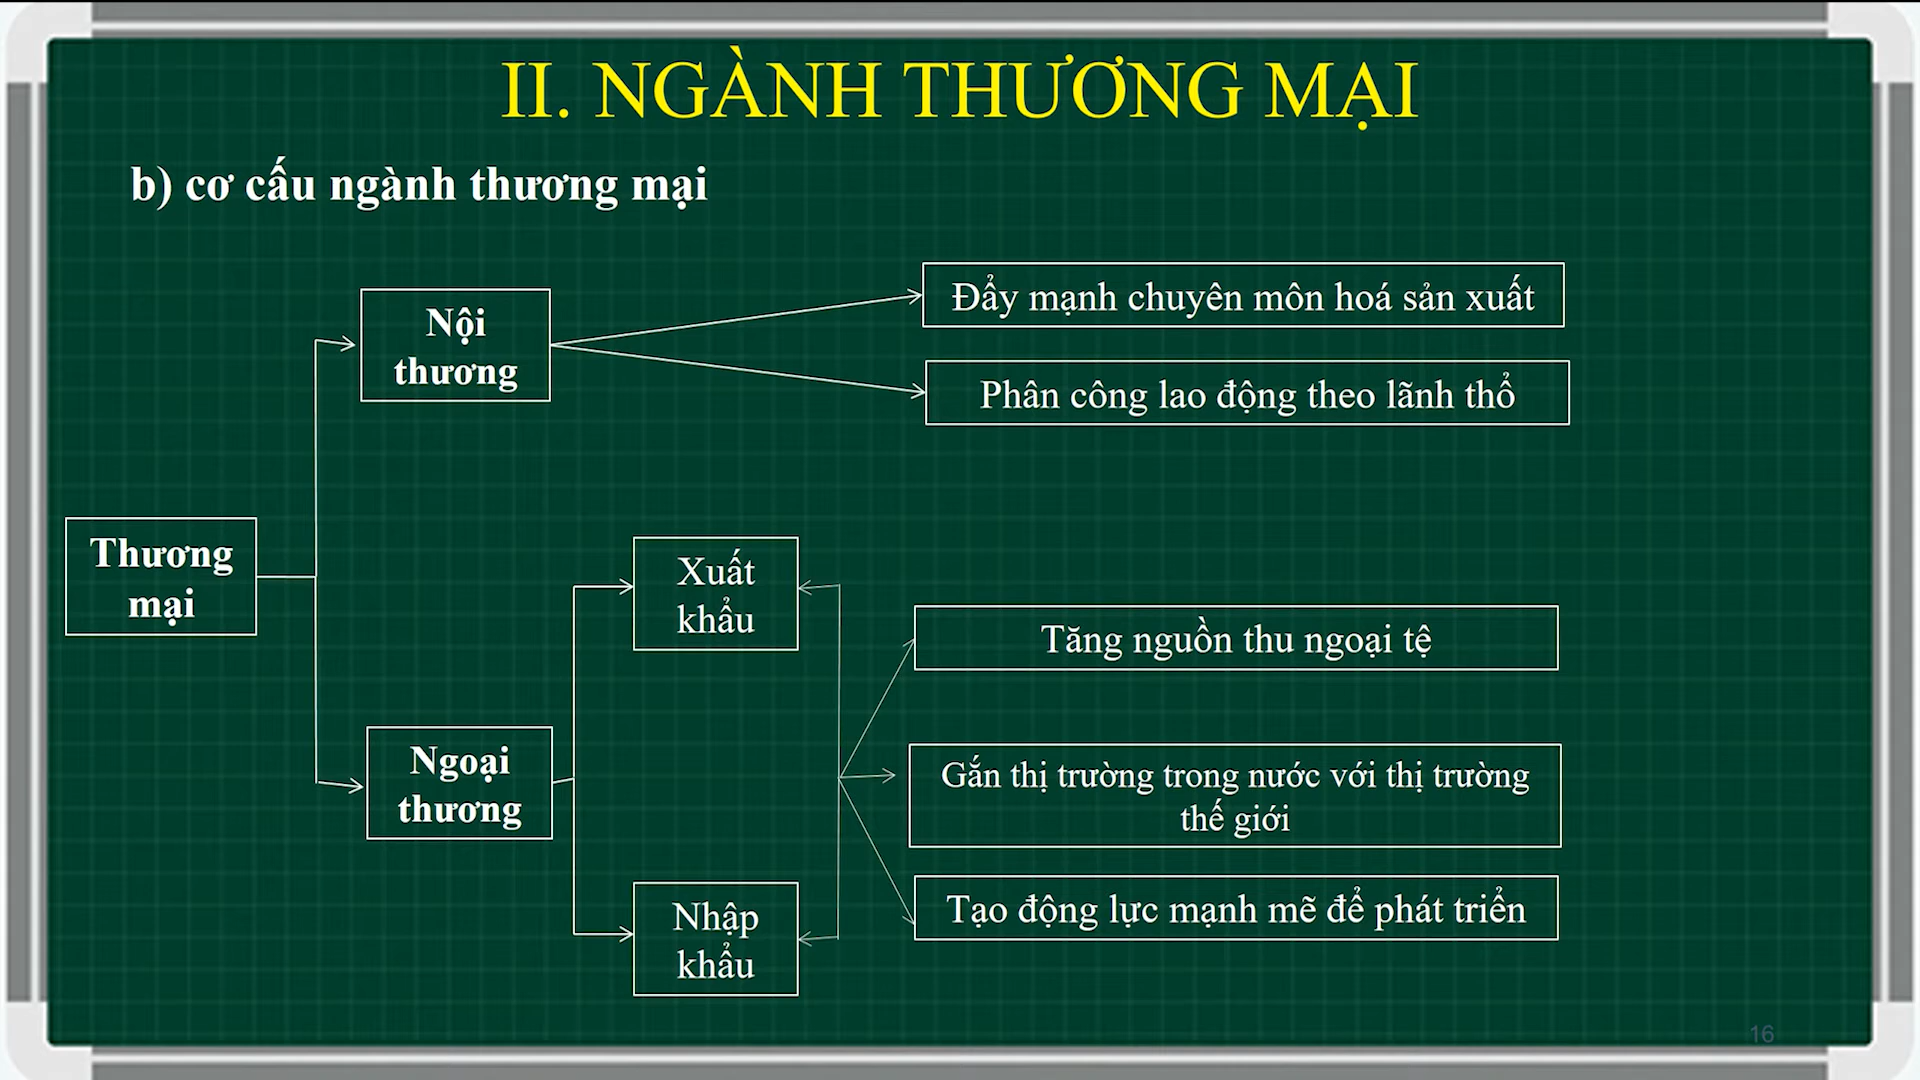 II. NGÀNH THƯƠNG MẠI
b) cơ cấu ngành thương mại
Nội
thương
Đẩy mạnh chuyên môn hoá sản xuất
Phân công lao động theo lãnh thổ
Thương
mại
Xuất
khẩu
Tăng nguồn thu ngoại tệ
Ngoại
thương
Gắn thị trường trong nước với thị trường
thế giới
Nhập
khẩu
Tạo động lực mạnh mẽ để phát triển
16